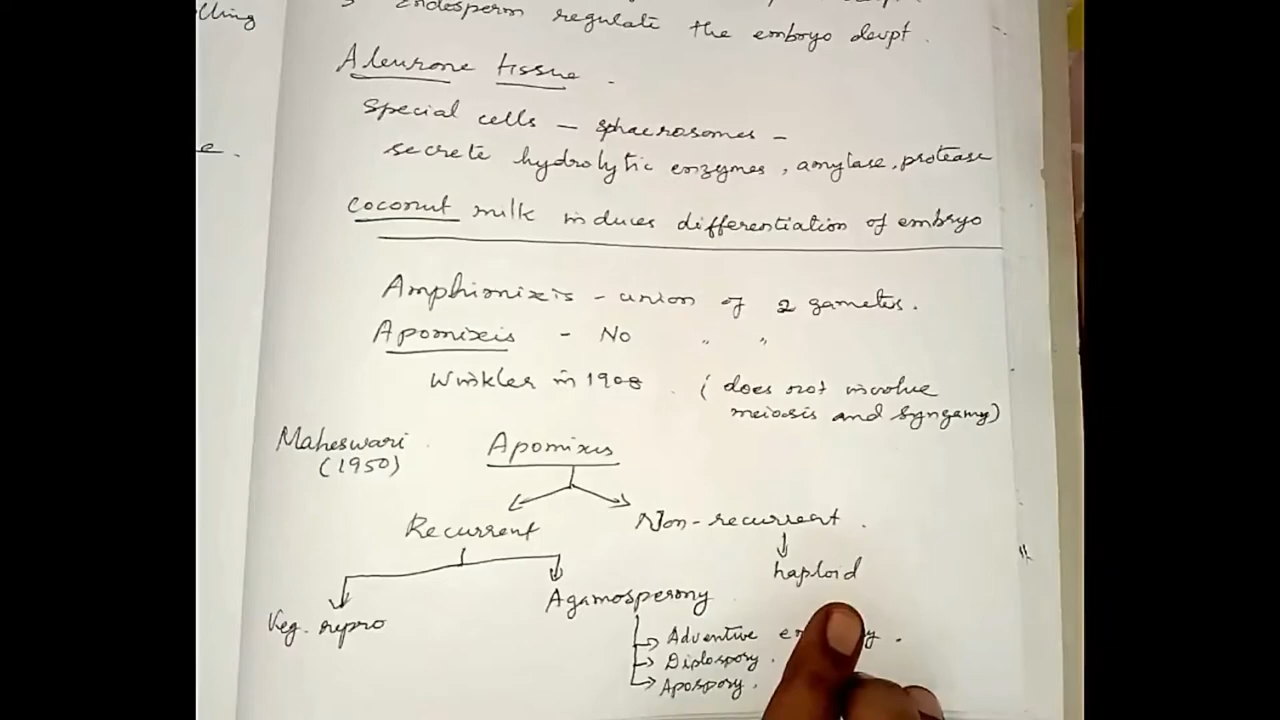 lling
Endosperm regulate the embryo devpt.
Aleurone tissue.
Special cells – sphaerosomes –
e.
secrete hydrolytic enzymes, amylase, protease
coconut milk induces differentiation of embryo
Amphimixis – union of 2 gametes.
Apomixis – No " "
Winkler in 1908. (does not involve
meiosis and syngamy)
Maheswari
(1950)
Apomixis
Recurrent Non-recurrent.
haploid
Veg. repro Agamospermy
Adventive
Diplospory.
Apospory.